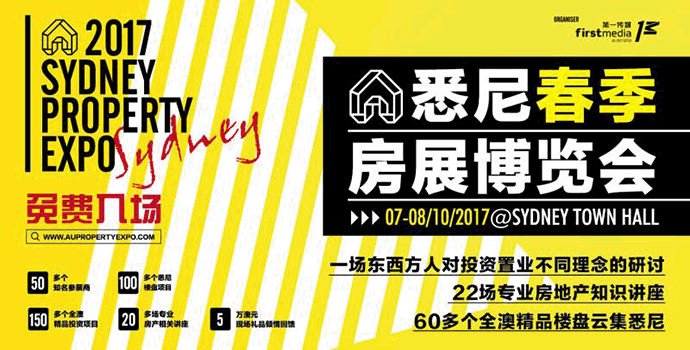 2017
SYDNEY
PROPERTY
EXPO
Sydney
免费入场
WWW.AUPROPERTYEXPO.COM
50 多个
知名参展商
100 多个悉尼
楼盘项目
150 多个全澳
精品投资项目
20 多场专业
房产相关讲座
5 万澳元
现场礼品倾情回馈
ORGANISER
第一传媒
firstmedia
australia
悉尼春季
房展博览会
07-08/10/2017@SYDNEY TOWN HALL
一场东西方人对投资置业不同理念的研讨
22场专业房地产知识讲座
60多个全澳精品楼盘云集悉尼